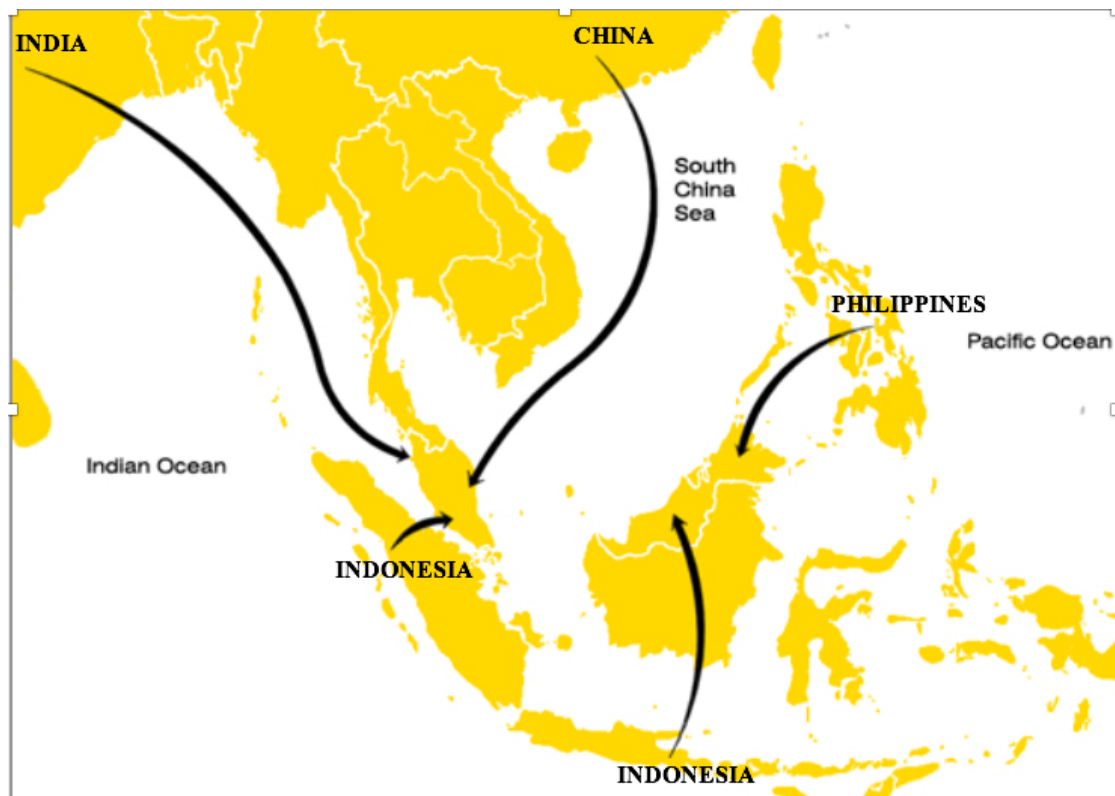 INDIA
CHINA
South
China
Sea
PHILIPPINES
Pacific Ocean
Indian Ocean
INDONESIA
INDONESIA